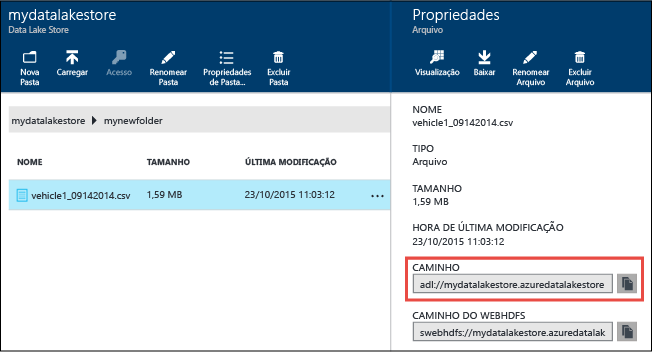 mydatalakestore
Data Lake Store
Nova Pasta
Carregar
Acesso
Renomear Pasta
Propriedades de Pasta...
Excluir Pasta
mydatalakestore ▶ mynewfolder
NOME TAMANHO ÚLTIMA MODIFICAÇÃO
vehicle1_09142014.csv 1,59 MB 23/10/2015 11:03:12 ...
Propriedades
Arquivo
Visualização
Baixar
Renomear Arquivo
Excluir Arquivo
NOME
vehicle1_09142014.csv
TIPO
Arquivo
TAMANHO
1,59 MB
HORA DE ÚLTIMA MODIFICAÇÃO
23/10/2015 11:03:12
CAMINHO
adl://mydatalakestore.azuredatalakestore
CAMINHO DO WEBHDFS
swebhdfs://mydatalakestore.azuredatalak